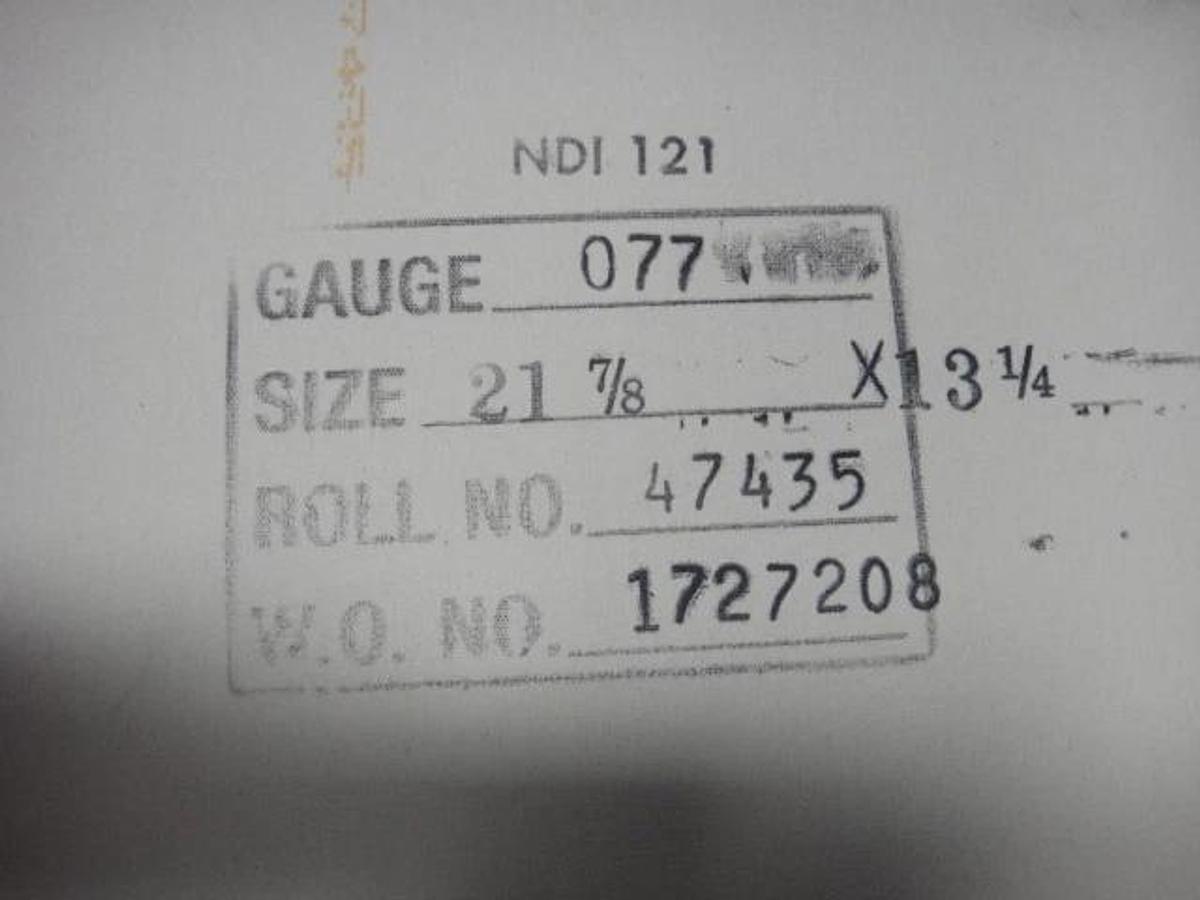 NDI 121
GAUGE 077
SIZE 21 7/8 X13 1/4
ROLL NO. 47435
W.O. NO. 1727208